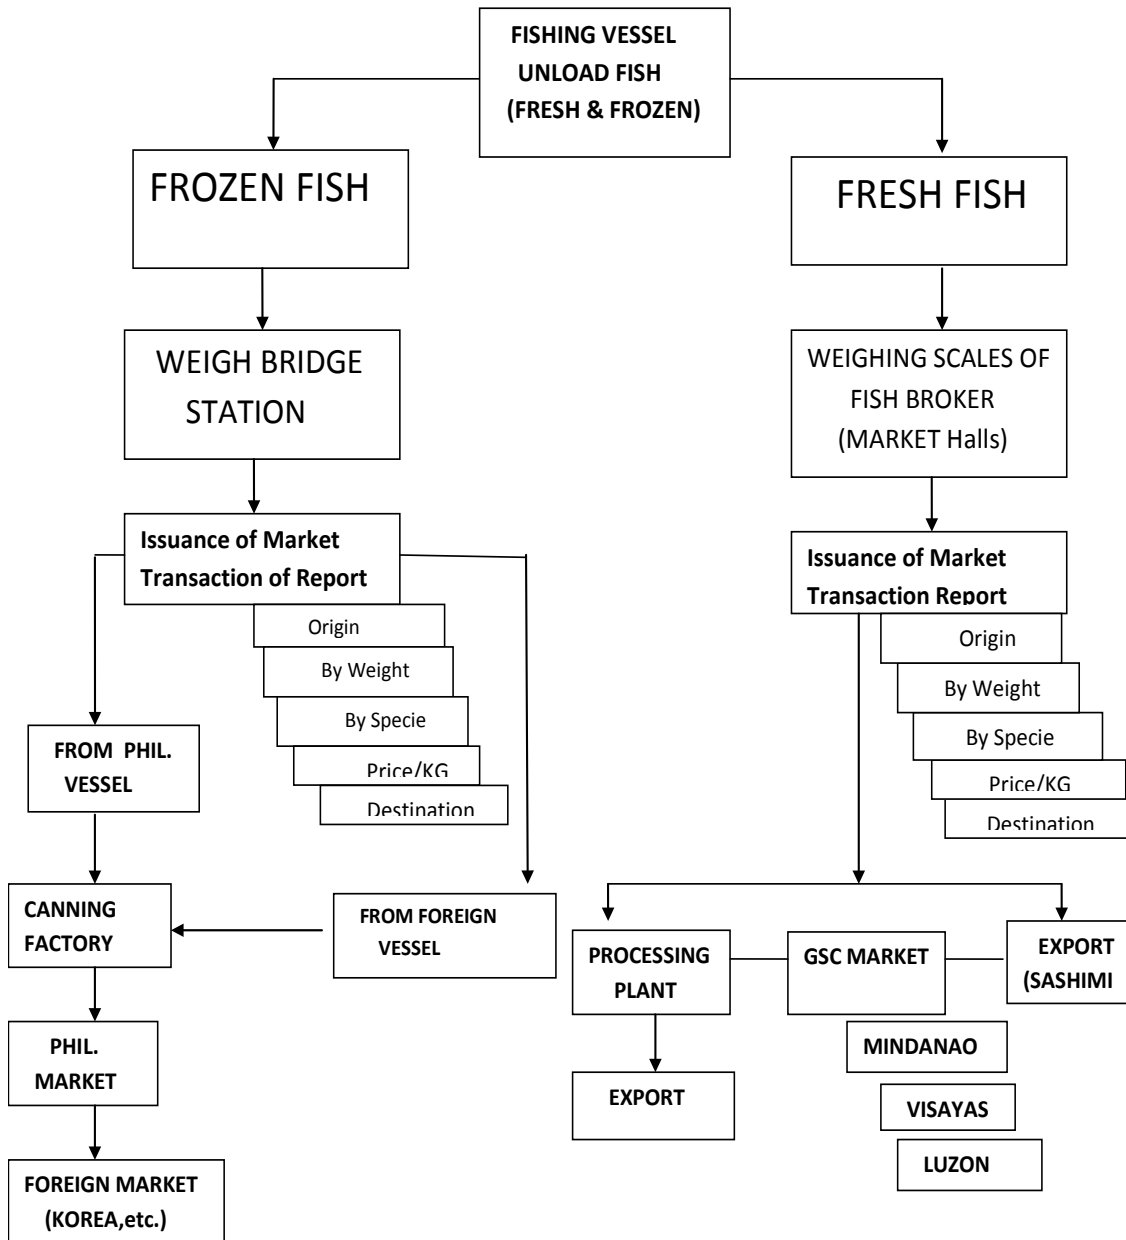 FISHING VESSEL
UNLOAD FISH
(FRESH & FROZEN)
FROZEN FISH
FRESH FISH
WEIGH BRIDGE
STATION
WEIGHING SCALES OF
FISH BROKER
(MARKET Halls)
Issuance of Market
Transaction of Report
Origin
By Weight
By Specie
Price/KG
Destination
Issuance of Market
Transaction Report
Origin
By Weight
By Specie
Price/KG
Destination
FROM PHIL.
VESSEL
CANNING
FACTORY
FROM FOREIGN
VESSEL
PHIL.
MARKET
FOREIGN MARKET
(KOREA,etc.)
PROCESSING
PLANT
EXPORT
GSC MARKET
MINDANAO
VISAYAS
LUZON
EXPORT
(SASHIMI